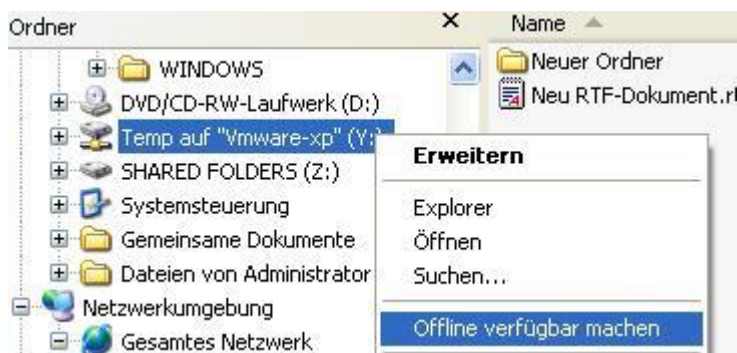 Ordner
WINDOWS
DVD/CD-RW-Laufwerk (D:)
Temp auf "Vmware-xp" (Y:)
SHARED FOLDERS (Z:)
Systemsteuerung
Gemeinsame Dokumente
Dateien von Administrator
Netzwerkumgebung
Gesamtes Netzwerk
Name
Neuer Ordner
Neu RTF-Dokument.rt
Erweitern
Explorer
Öffnen
Suchen...
Offline verfügbar machen